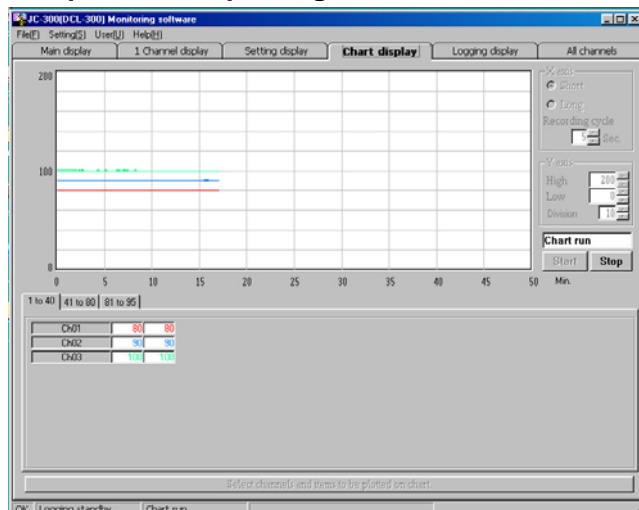 JC-300(DCL-300) Monitoring software
File(F) Setting(S) User(U) Help(H)
Main display 1 Channel display Setting display Chart display Logging display All channels
X-axis
Short
Long
Recording cycle
5 Sec.
Y-axis
High 200
Low 0
Division 10
Chart run
Start Stop
200
100
0
0 5 10 15 20 25 30 35 40 45 50 Min.
1 to 40 41 to 80 81 to 95
Ch01 80 80
Ch02 90 90
Ch03 100 100
Select channels and items to be plotted on chart.
OK Logging standby Chart run